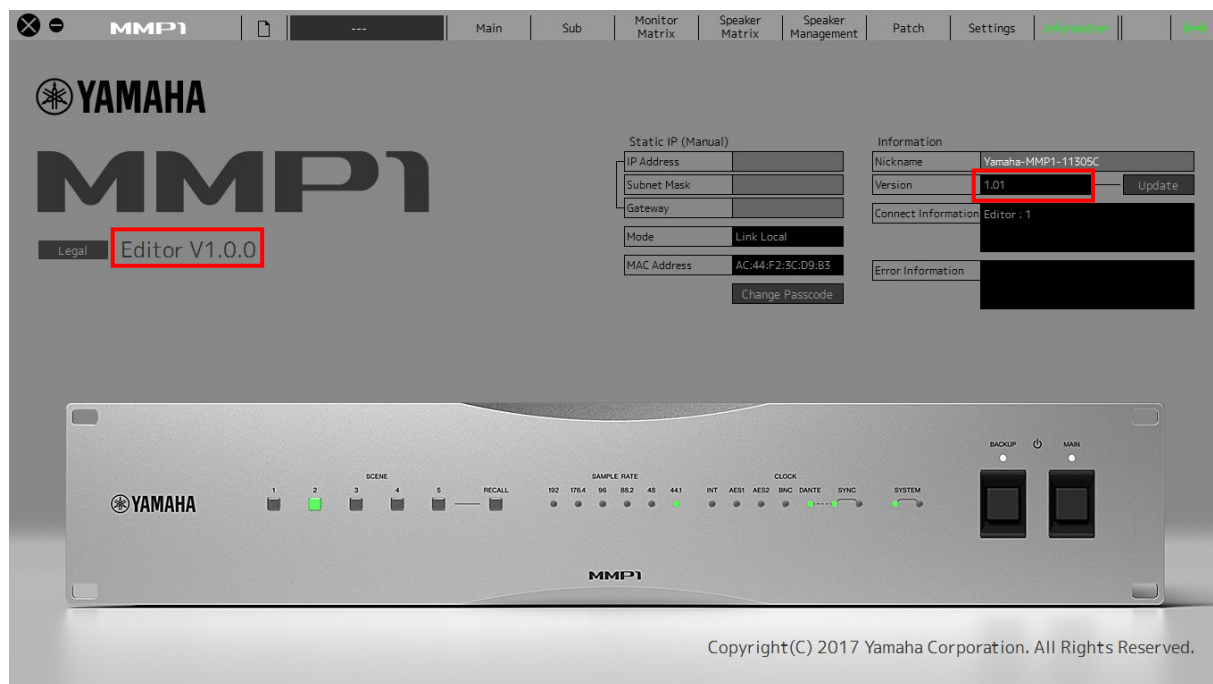 MMP1
---
Main
Sub
Monitor
Matrix
Speaker
Matrix
Speaker
Management
Patch
Settings
Information
YAMAHA
MMP1
Legal
Editor V1.0.0
Static IP (Manual)
IP Address
Subnet Mask
Gateway
Mode Link Local
MAC Address AC:44:F2:3C:D9:B3
Change Passcode
Information
Nickname Yamaha-MMP1-11305C
Version 1.01 Update
Connect Information Editor : 1
Error Information
BACKUP MAIN
SCENE SAMPLE RATE CLOCK
1 2 3 4 5 RECALL 192 176.4 96 88.2 48 44.1 INT AES1 AES2 BNC DANTE SYNC SYSTEM
YAMAHA
MMP1
Copyright(C) 2017 Yamaha Corporation. All Rights Reserved.